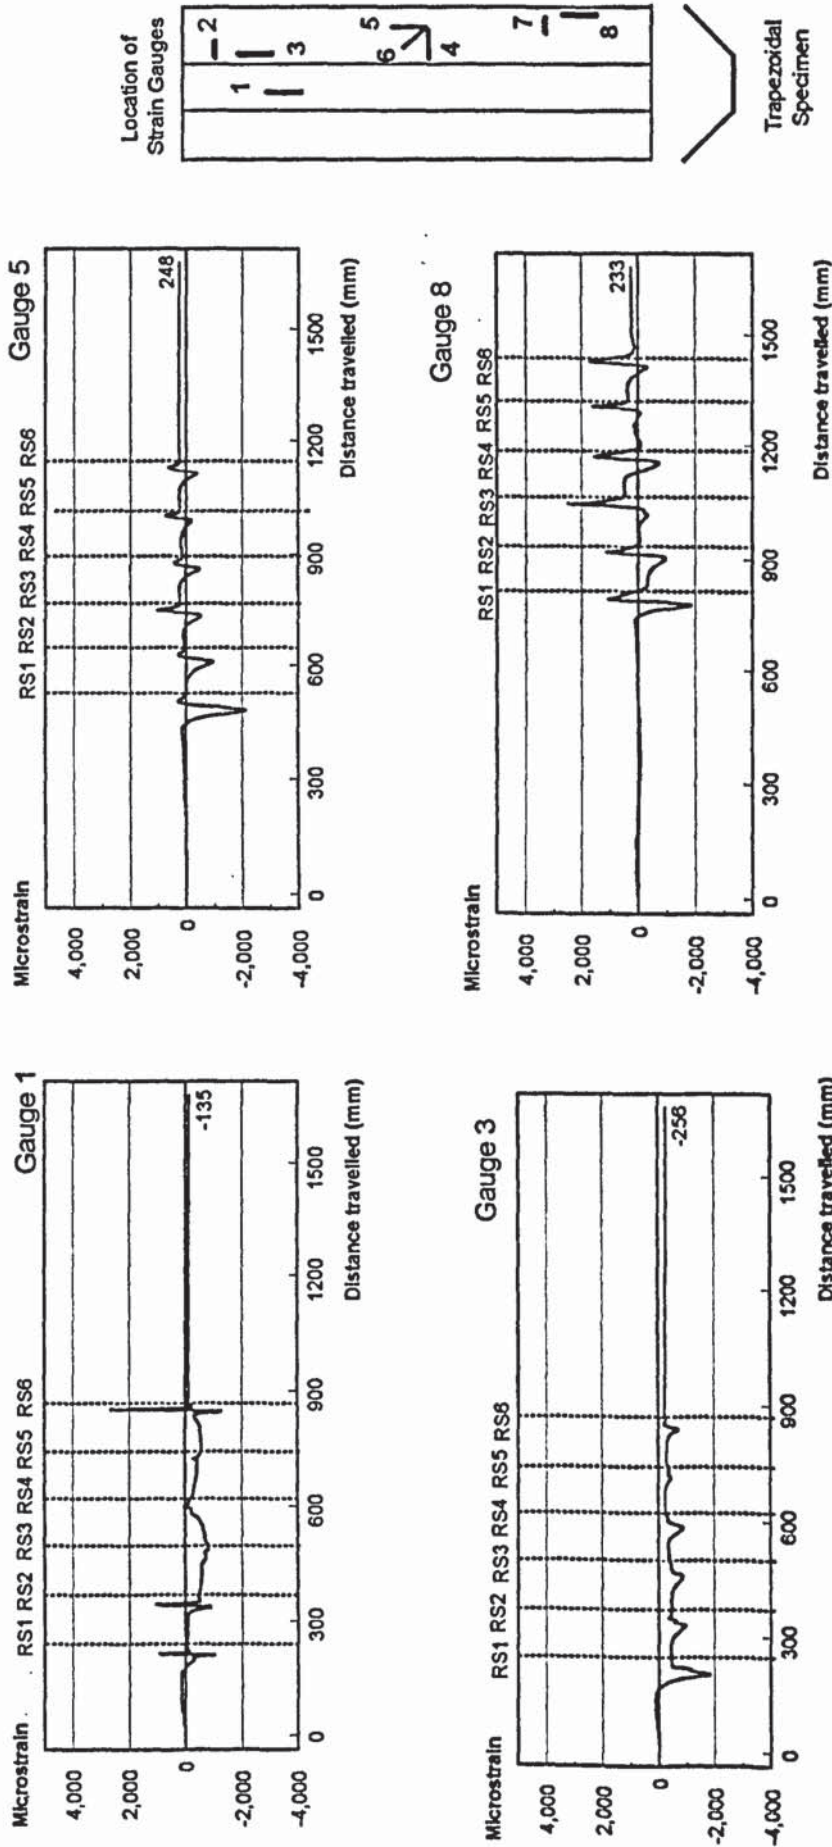 Microstrain
Gauge 1
RS1 RS2 RS3 RS4 RS5 RS6
4,000
2,000
0
-2,000
-4,000
-135
0
300
600
900
1200
1500
Distance travelled (mm)
Microstrain
Gauge 5
RS1 RS2 RS3 RS4 RS5 RS6
4,000
2,000
0
-2,000
-4,000
248
0
300
600
900
1200
1500
Distance travelled (mm)
Location of
Strain Gauges
1
2
3
4
5
6
7
8
Trapezoidal
Specimen
Microstrain
Gauge 3
RS1 RS2 RS3 RS4 RS5 RS6
4,000
2,000
0
-2,000
-4,000
-256
0
300
600
900
1200
1500
Distance travelled (mm)
Microstrain
Gauge 8
RS1 RS2 RS3 RS4 RS5 RS6
4,000
2,000
0
-2,000
-4,000
233
0
300
600
900
1200
1500
Distance travelled (mm)